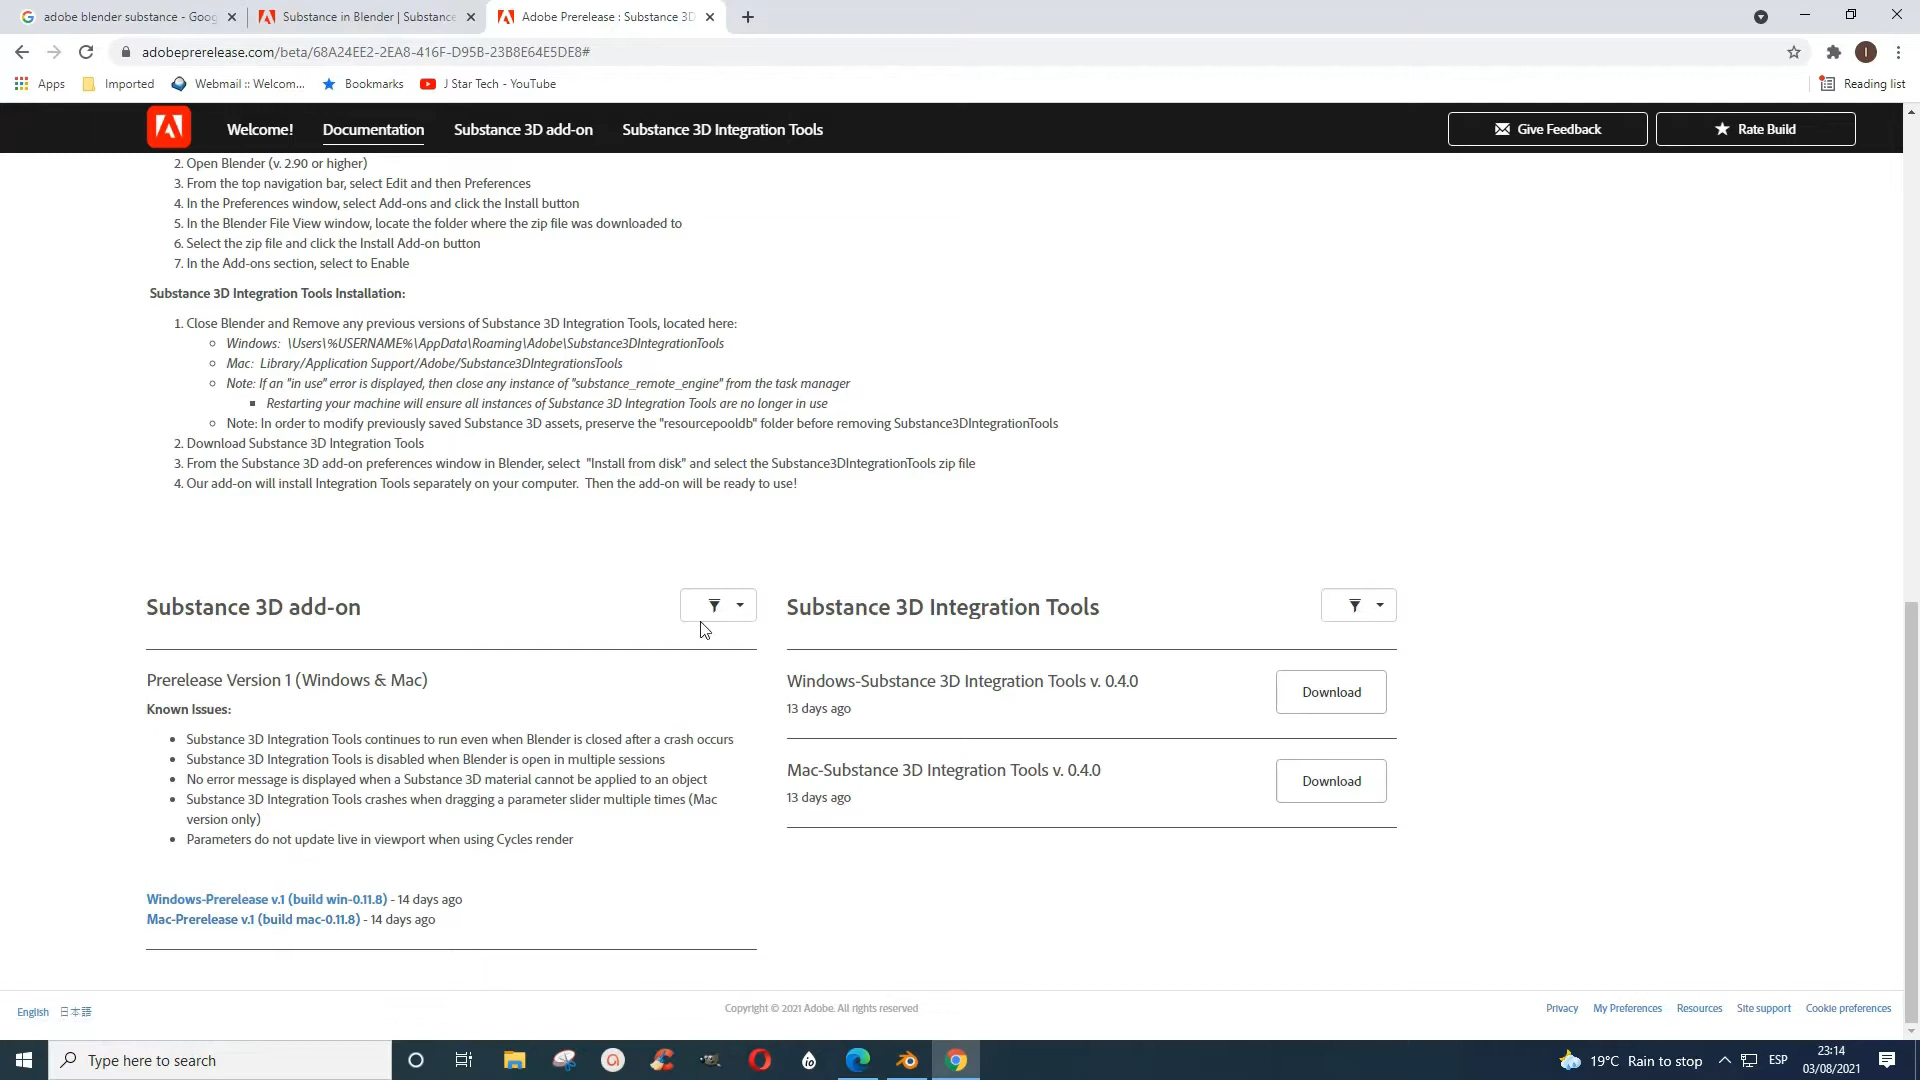 adobe blender substance - Goog
Substance in Blender | Substance
Adobe Prerelease : Substance 3D
adobeprerelease.com/beta/68A24EE2-2EA8-416F-D95B-23B8E64E5DE8#
Apps
Imported
Webmail :: Welcom...
Bookmarks
J Star Tech - YouTube
Reading list
Welcome!
Documentation
Substance 3D add-on
Substance 3D Integration Tools
Give Feedback
Rate Build
2. Open Blender (v. 2.90 or higher)
3. From the top navigation bar, select Edit and then Preferences
4. In the Preferences window, select Add-ons and click the Install button
5. In the Blender File View window, locate the folder where the zip file was downloaded to
6. Select the zip file and click the Install Add-on button
7. In the Add-ons section, select to Enable
Substance 3D Integration Tools Installation:
1. Close Blender and Remove any previous versions of Substance 3D Integration Tools, located here:
Windows: \Users\%USERNAME%\AppData\Roaming\Adobe\Substance3DIntegrationTools
Mac: Library/Application Support/Adobe/Substance3DIntegrationsTools
Note: If an "in use" error is displayed, then close any instance of "substance_remote_engine" from the task manager
Restarting your machine will ensure all instances of Substance 3D Integration Tools are no longer in use
Note: In order to modify previously saved Substance 3D assets, preserve the "resourcepooldb" folder before removing Substance3DIntegrationTools
2. Download Substance 3D Integration Tools
3. From the Substance 3D add-on preferences window in Blender, select "Install from disk" and select the Substance3DIntegrationTools zip file
4. Our add-on will install Integration Tools separately on your computer. Then the add-on will be ready to use!
Substance 3D add-on
Prerelease Version 1 (Windows & Mac)
Known Issues:
Substance 3D Integration Tools continues to run even when Blender is closed after a crash occurs
Substance 3D Integration Tools is disabled when Blender is open in multiple sessions
No error message is displayed when a Substance 3D material cannot be applied to an object
Substance 3D Integration Tools crashes when dragging a parameter slider multiple times (Mac
version only)
Parameters do not update live in viewport when using Cycles render
Windows-Prerelease v.1 (build win-0.11.8) - 14 days ago
Mac-Prerelease v.1 (build mac-0.11.8) - 14 days ago
Substance 3D Integration Tools
Windows-Substance 3D Integration Tools v. 0.4.0
13 days ago
Download
Mac-Substance 3D Integration Tools v. 0.4.0
13 days ago
Download
English
日本語
Copyright © 2021 Adobe. All rights reserved
Privacy
My Preferences
Resources
Site support
Cookie preferences
Type here to search
19°C Rain to stop
ESP
23:14
03/08/2021